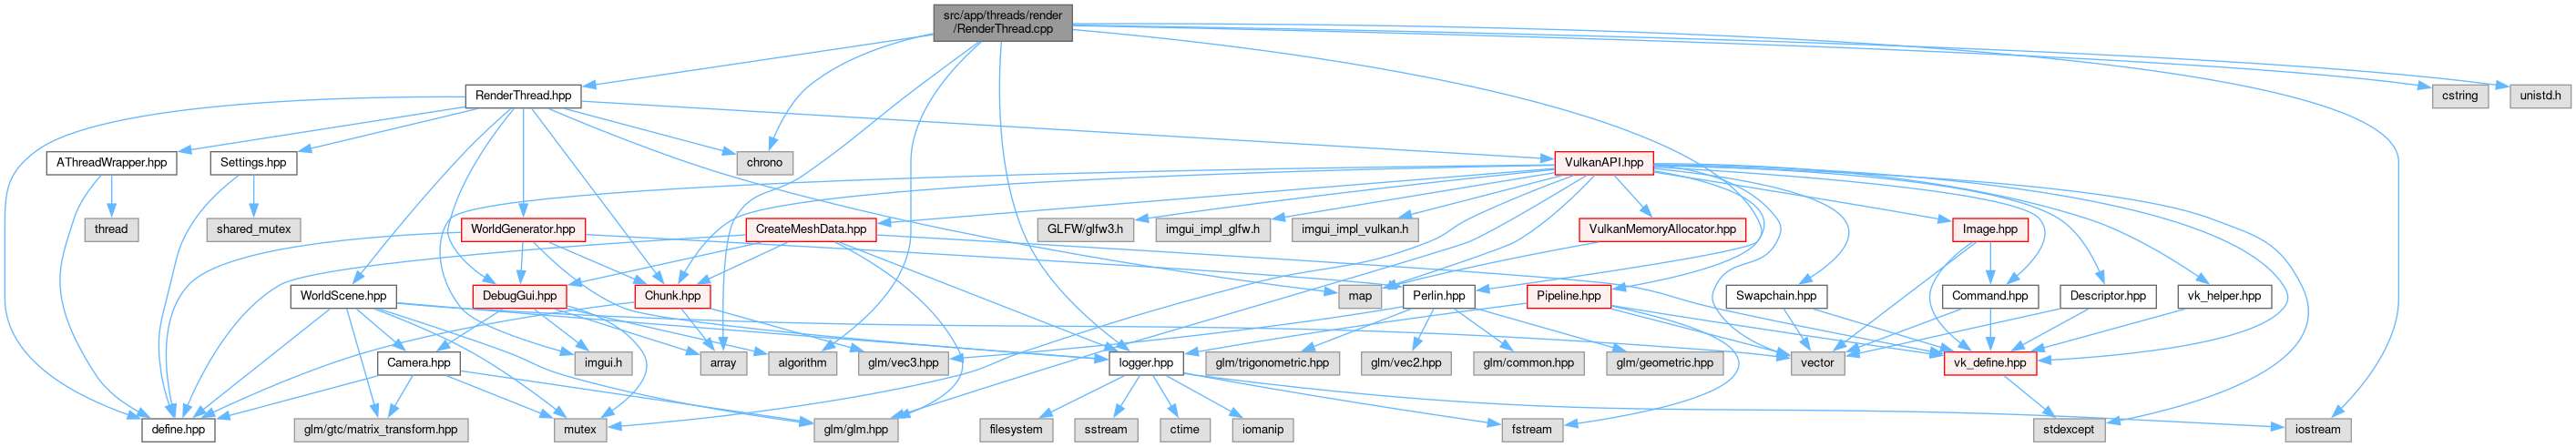 src/app/threads/render
/RenderThread.cpp
RenderThread.hpp
cstring
unistd.h
AThreadWrapper.hpp
Settings.hpp
chrono
VulkanAPI.hpp
thread
shared_mutex
WorldGenerator.hpp
CreateMeshData.hpp
GLFW/glfw3.h
imgui_impl_glfw.h
imgui_impl_vulkan.h
VulkanMemoryAllocator.hpp
Image.hpp
WorldScene.hpp
DebugGui.hpp
Chunk.hpp
map
Perlin.hpp
Pipeline.hpp
Swapchain.hpp
Command.hpp
Descriptor.hpp
vk_helper.hpp
Camera.hpp
imgui.h
array
algorithm
glm/vec3.hpp
logger.hpp
glm/trigonometric.hpp
glm/vec2.hpp
glm/common.hpp
glm/geometric.hpp
vector
vk_define.hpp
define.hpp
glm/gtc/matrix_transform.hpp
mutex
glm/glm.hpp
filesystem
sstream
ctime
iomanip
fstream
stdexcept
iostream